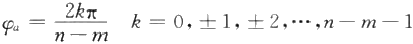 φₐ = 2kπ / n − m    k = 0, ± 1, ± 2, ⋯, n − m − 1